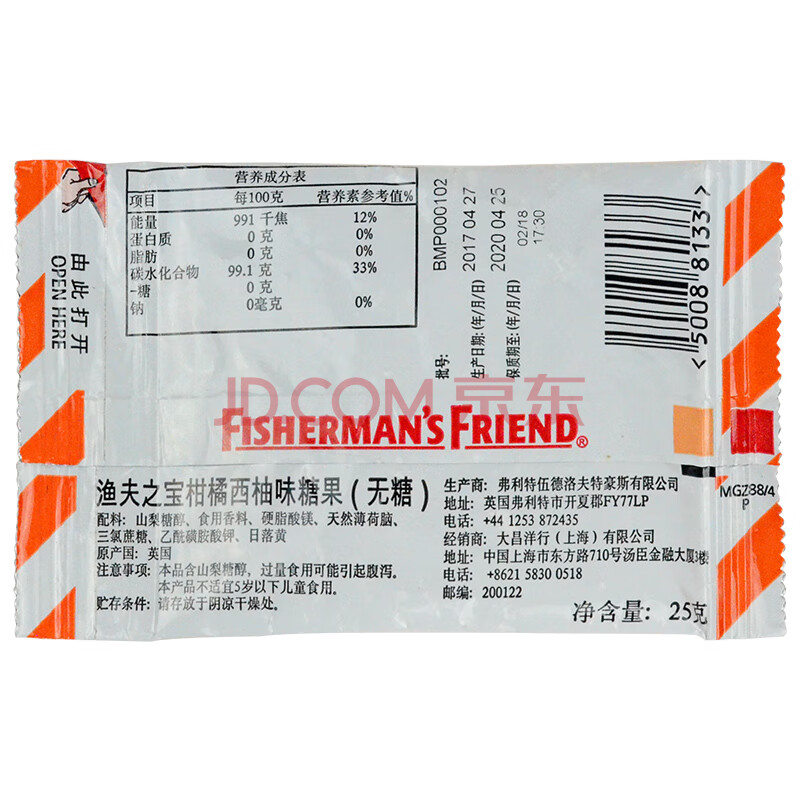 由此打开
OPEN HERE
营养成分表
项目 每100克 营养素参考值%
能量 991 千焦 12%
蛋白质 0 克 0%
脂肪 0 克 0%
碳水化合物 99.1 克 33%
-糖 0 克
钠 0毫克 0%
批号: BMP000102
生产日期:(年/月/日) 2017 04 27
保质期至:(年/月/日) 2020 04 25
02/18
17:30
50088133
JD.COM 京东
FISHERMAN'S FRIEND®
渔夫之宝柑橘西柚味糖果(无糖)
配料: 山梨糖醇、食用香料、硬脂酸镁、天然薄荷脑、
三氯蔗糖、乙酰磺胺酸钾、日落黄
原产国: 英国
注意事项: 本品含山梨糖醇，过量食用可能引起腹泻。
本产品不适宜5岁以下儿童食用。
贮存条件: 请存放于阴凉干燥处。
生产商: 弗利特伍德洛夫特豪斯有限公司
地址: 英国弗利特市开夏郡FY77LP
电话: +44 1253 872435
经销商: 大昌洋行(上海)有限公司
地址: 中国上海市东方路710号汤臣金融大厦3楼
电话: +8621 5830 0518
邮编: 200122
净含量: 25克
MGZ88/4
P